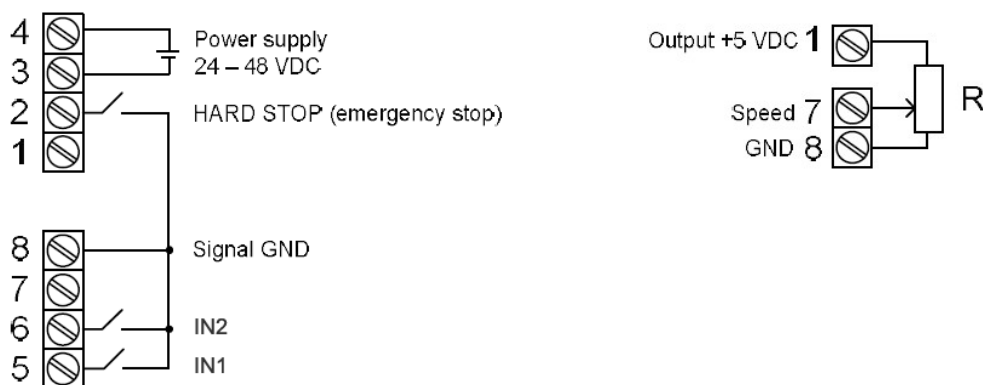 4
Power supply
3
24 – 48 VDC
2
HARD STOP (emergency stop)
1
8
Signal GND
7
6
IN2
5
IN1
Output +5 VDC 1
R
Speed 7
GND 8